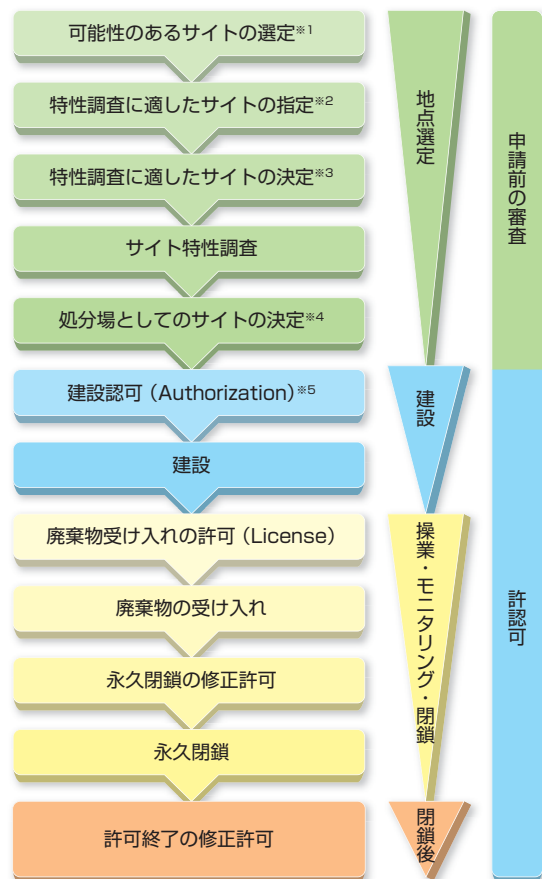 可能性のあるサイトの選定※1
特性調査に適したサイトの指定※2
特性調査に適したサイトの決定※3
サイト特性調査
処分場としてのサイトの決定※4
建設認可（Authorization）※5
建設
廃棄物受け入れの許可（License）
廃棄物の受け入れ
永久閉鎖の修正許可
永久閉鎖
許可終了の修正許可
地点選定
建設
操業・モニタリング・閉鎖
閉鎖後
申請前の審査
許認可